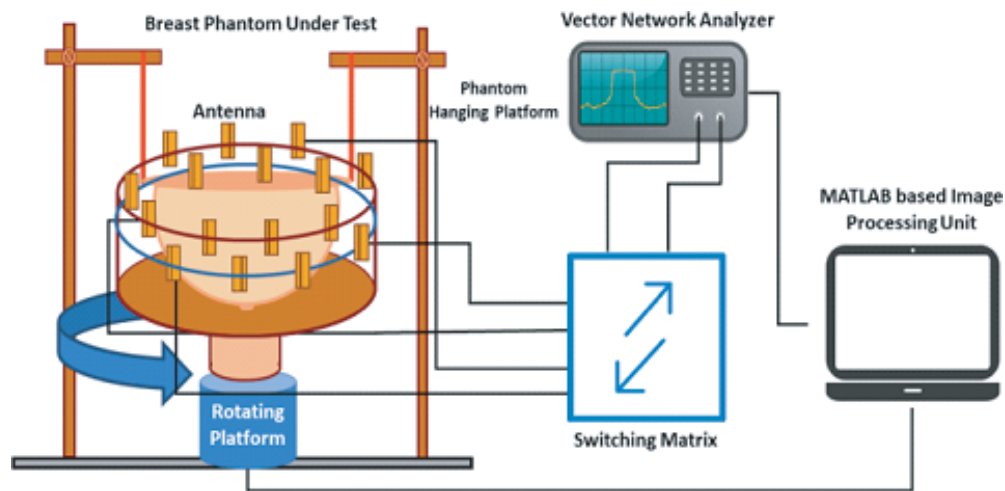 Breast Phantom Under Test
Vector Network Analyzer
Phantom
Hanging Platform
Antenna
MATLAB based Image
Processing Unit
Rotating
Platform
Switching Matrix